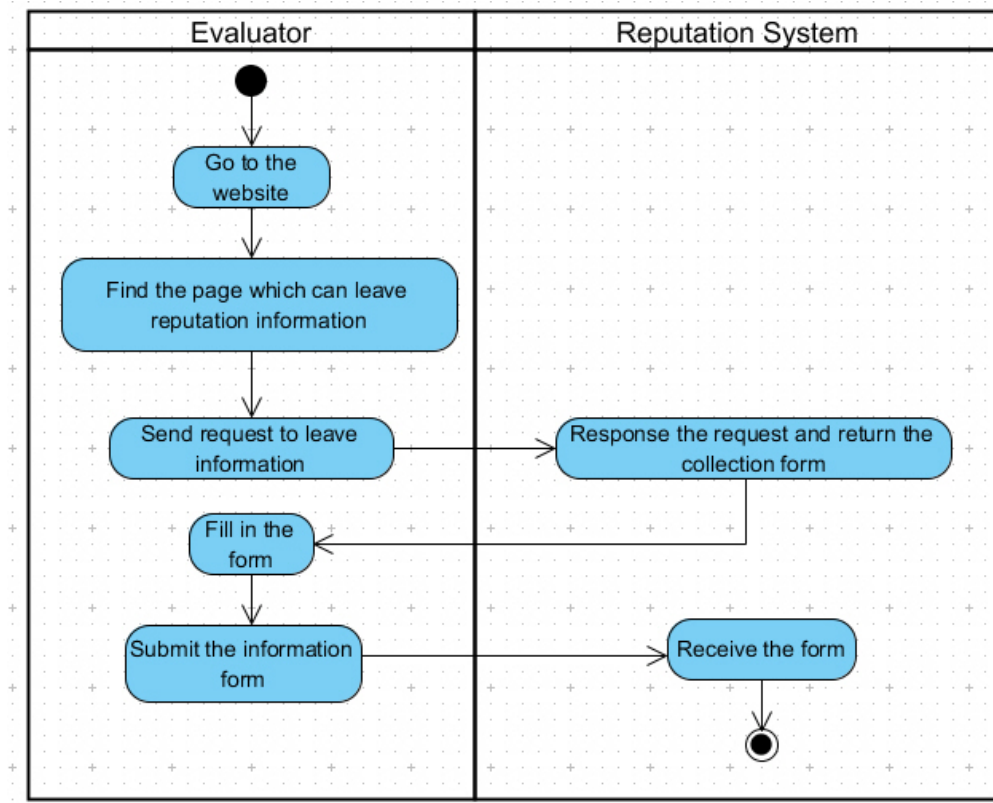 Evaluator
Reputation System
Go to the
website
Find the page which can leave
reputation information
Send request to leave
information
Response the request and return the
collection form
Fill in the
form
Submit the information
form
Receive the form